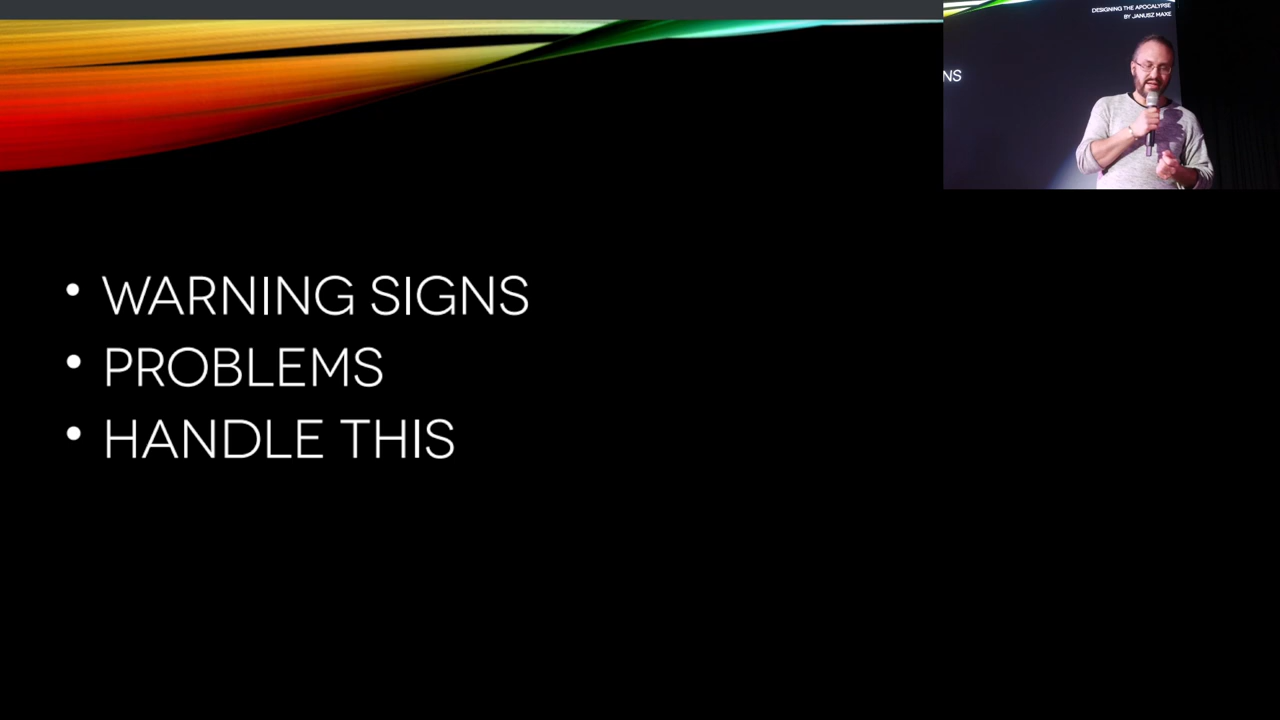 DESIGNING THE APOCALYPSE
BY JANUSZ MAXE
NS
• WARNING SIGNS
• PROBLEMS
• HANDLE THIS